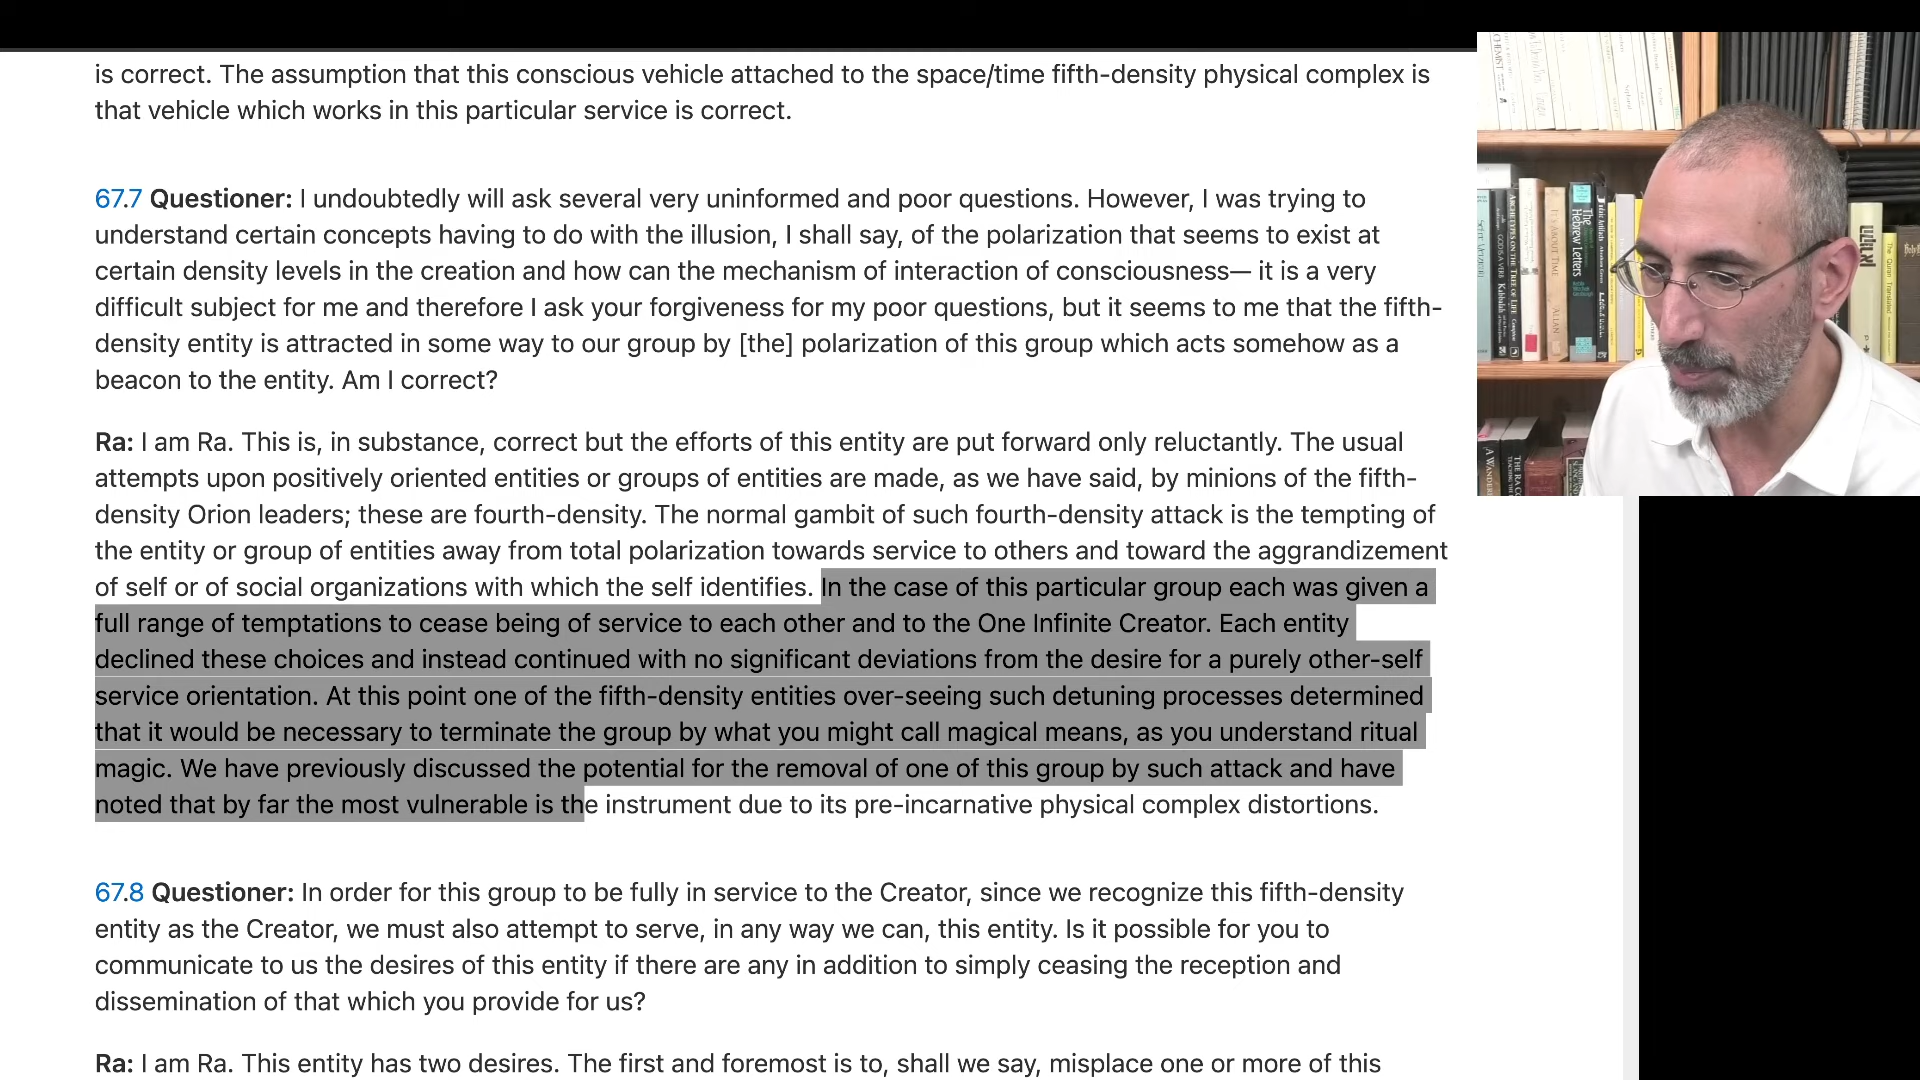 is correct. The assumption that this conscious vehicle attached to the space/time fifth-density physical complex is
that vehicle which works in this particular service is correct.
67.7 Questioner: I undoubtedly will ask several very uninformed and poor questions. However, I was trying to
understand certain concepts having to do with the illusion, I shall say, of the polarization that seems to exist at
certain density levels in the creation and how can the mechanism of interaction of consciousness— it is a very
difficult subject for me and therefore I ask your forgiveness for my poor questions, but it seems to me that the fifth-
density entity is attracted in some way to our group by [the] polarization of this group which acts somehow as a
beacon to the entity. Am I correct?
Ra: I am Ra. This is, in substance, correct but the efforts of this entity are put forward only reluctantly. The usual
attempts upon positively oriented entities or groups of entities are made, as we have said, by minions of the fifth-
density Orion leaders; these are fourth-density. The normal gambit of such fourth-density attack is the tempting of
the entity or group of entities away from total polarization towards service to others and toward the aggrandizement
of self or of social organizations with which the self identifies. In the case of this particular group each was given a
full range of temptations to cease being of service to each other and to the One Infinite Creator. Each entity
declined these choices and instead continued with no significant deviations from the desire for a purely other-self
service orientation. At this point one of the fifth-density entities over-seeing such detuning processes determined
that it would be necessary to terminate the group by what you might call magical means, as you understand ritual
magic. We have previously discussed the potential for the removal of one of this group by such attack and have
noted that by far the most vulnerable is the instrument due to its pre-incarnative physical complex distortions.
67.8 Questioner: In order for this group to be fully in service to the Creator, since we recognize this fifth-density
entity as the Creator, we must also attempt to serve, in any way we can, this entity. Is it possible for you to
communicate to us the desires of this entity if there are any in addition to simply ceasing the reception and
dissemination of that which you provide for us?
Ra: I am Ra. This entity has two desires. The first and foremost is to, shall we say, misplace one or more of this
ARCHETYPES ON THE TREE OF LIFE
IT'S ABOUT TIME
ALLAN
The Hebrew Letters
The Quran Translated
A WANDERE
THE RA CO